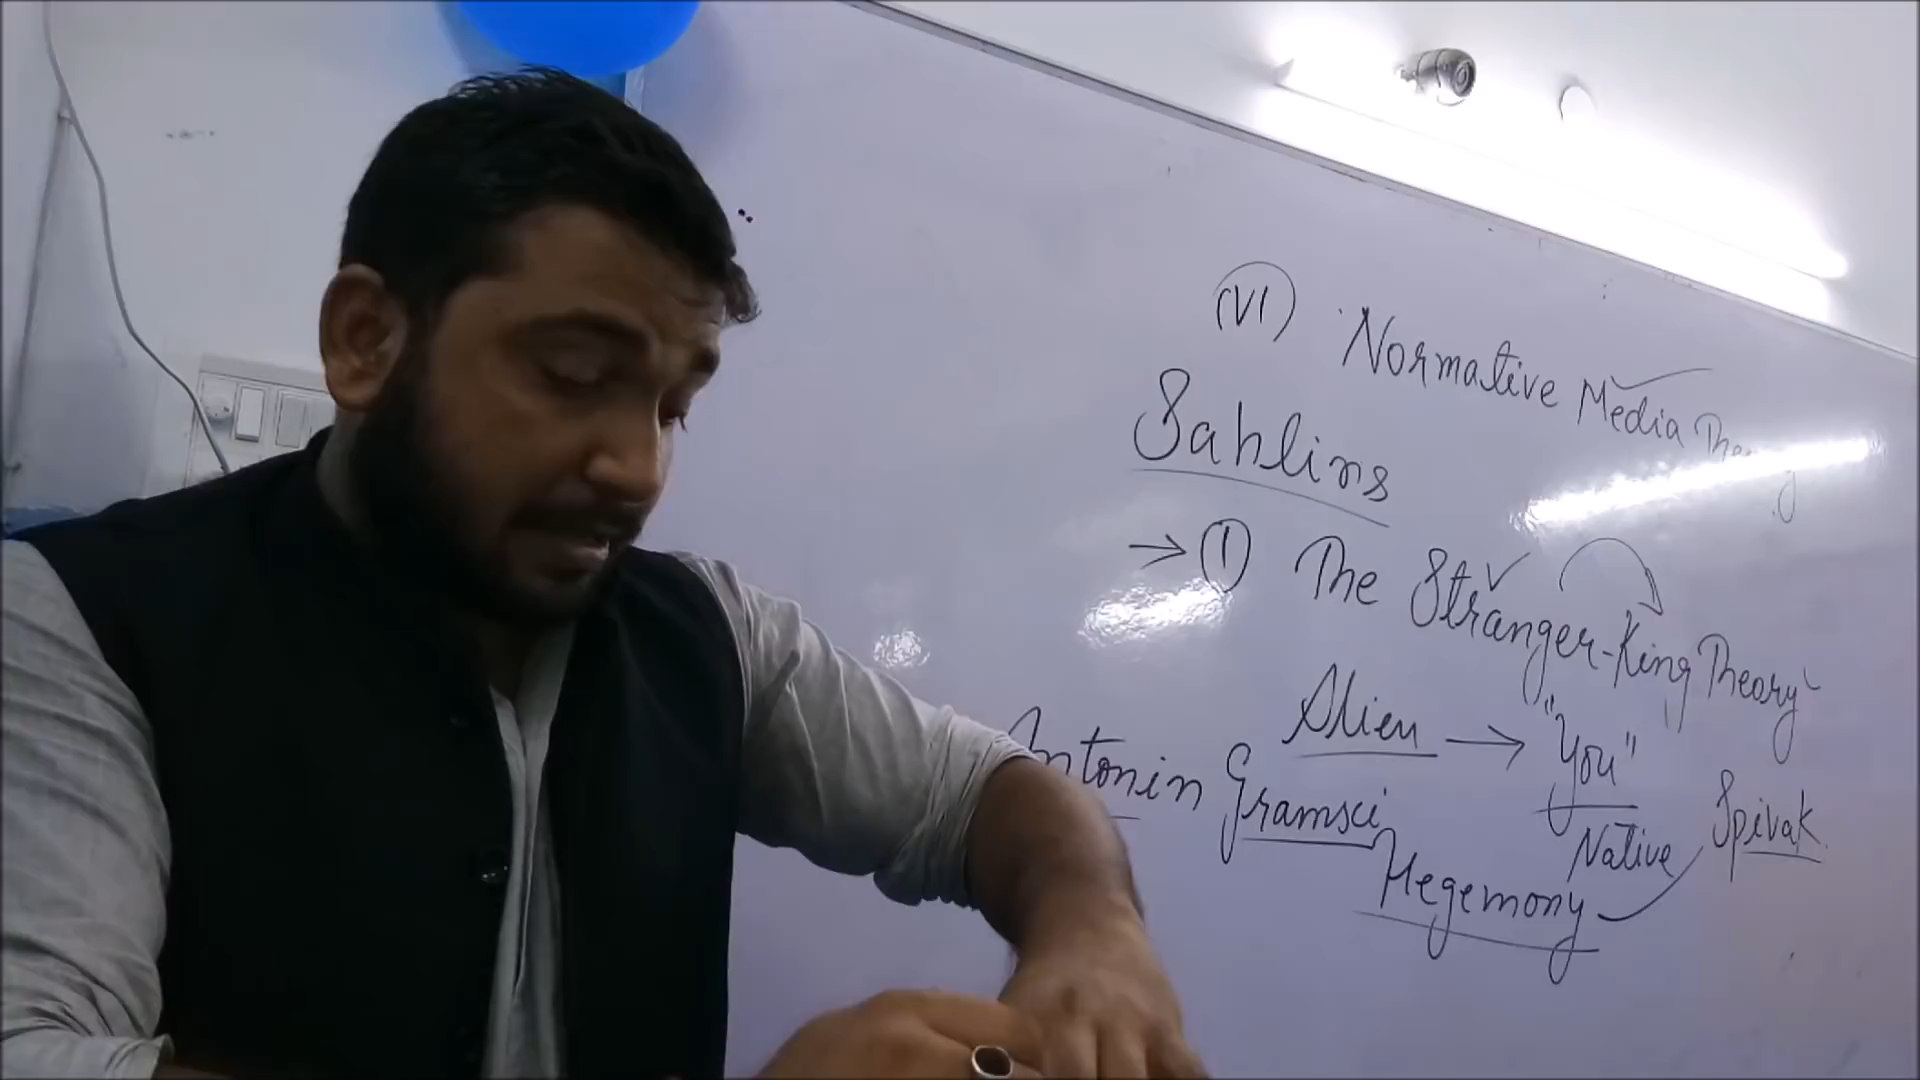 (VI) Normative Media Theory
Sahlins
→ (1) The Stranger-King Theory
Alien → "You"
Native
Antonin Gramsci
Hegemony
Spivak